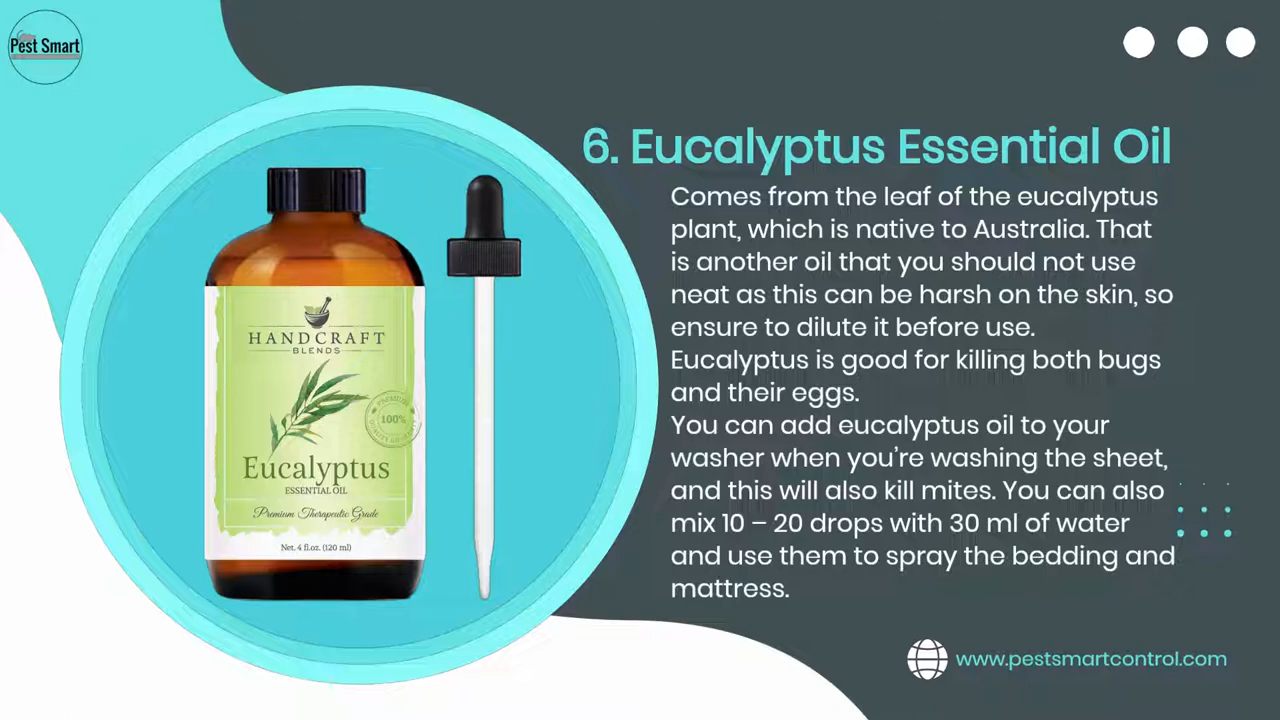 Pest Smart
6. Eucalyptus Essential Oil
Comes from the leaf of the eucalyptus
plant, which is native to Australia. That
is another oil that you should not use
neat as this can be harsh on the skin, so
ensure to dilute it before use.
Eucalyptus is good for killing both bugs
and their eggs.
You can add eucalyptus oil to your
washer when you're washing the sheet,
and this will also kill mites. You can also
mix 10 – 20 drops with 30 ml of water
and use them to spray the bedding and
mattress.
HANDCRAFT
BLENDS
PREMIUM
100%
Eucalyptus
ESSENTIAL OIL
Premium Therapeutic Grade
Net. 4 fl.oz. (120 ml)
www.pestsmartcontrol.com